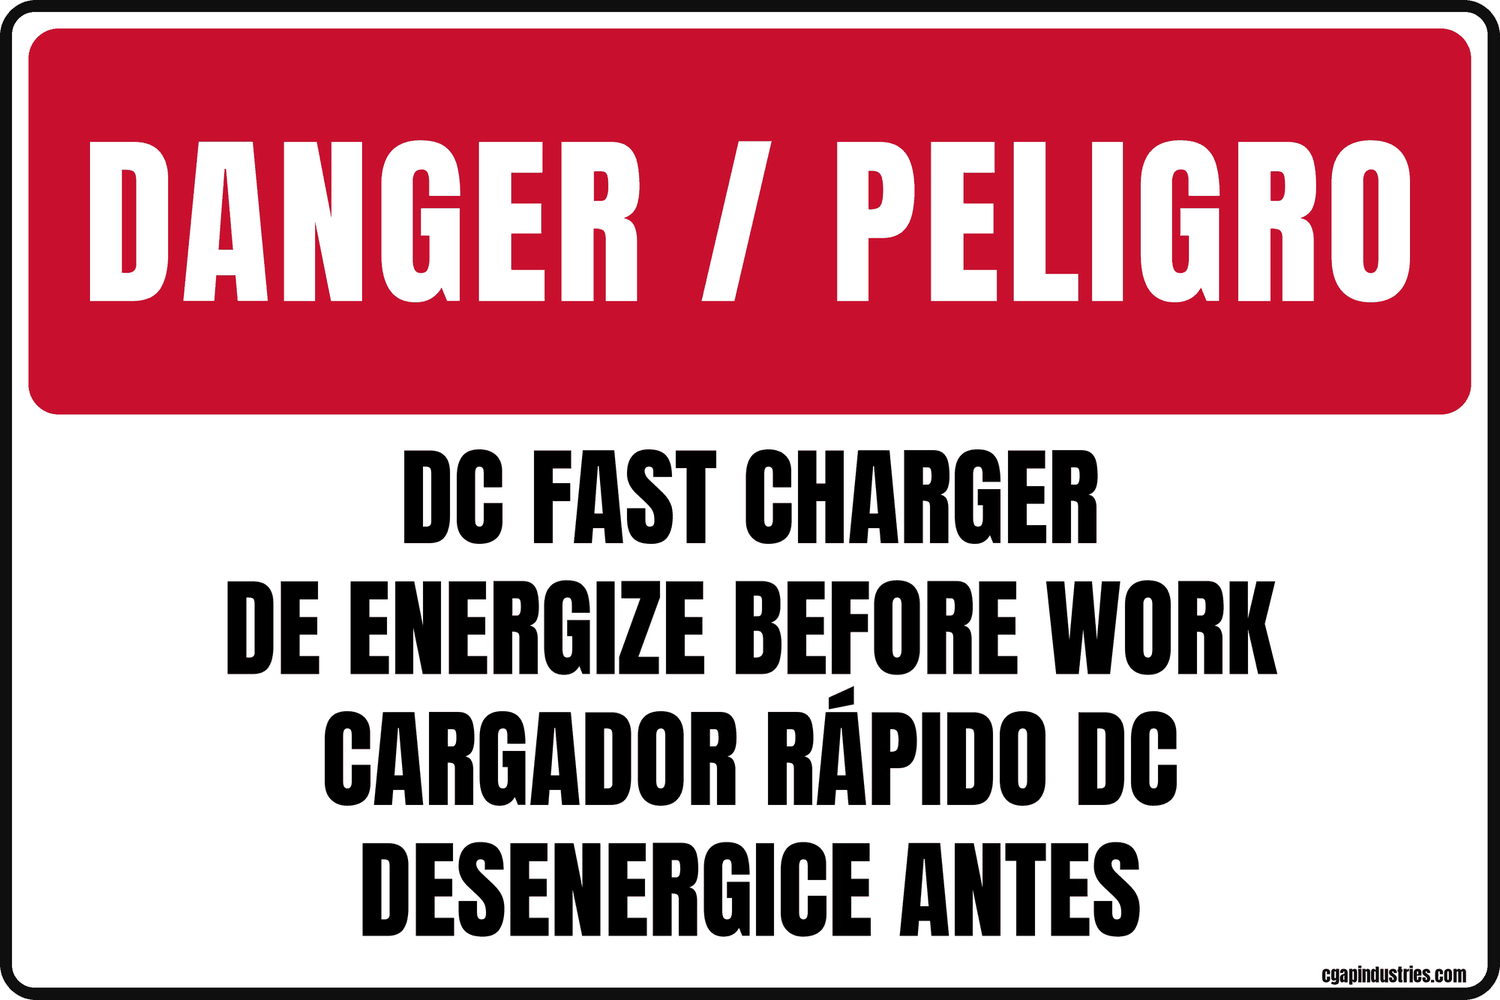 DANGER / PELIGRO
DC FAST CHARGER
DE ENERGIZE BEFORE WORK
CARGADOR RÁPIDO DC
DESENERGICE ANTES
cgapindustries.com